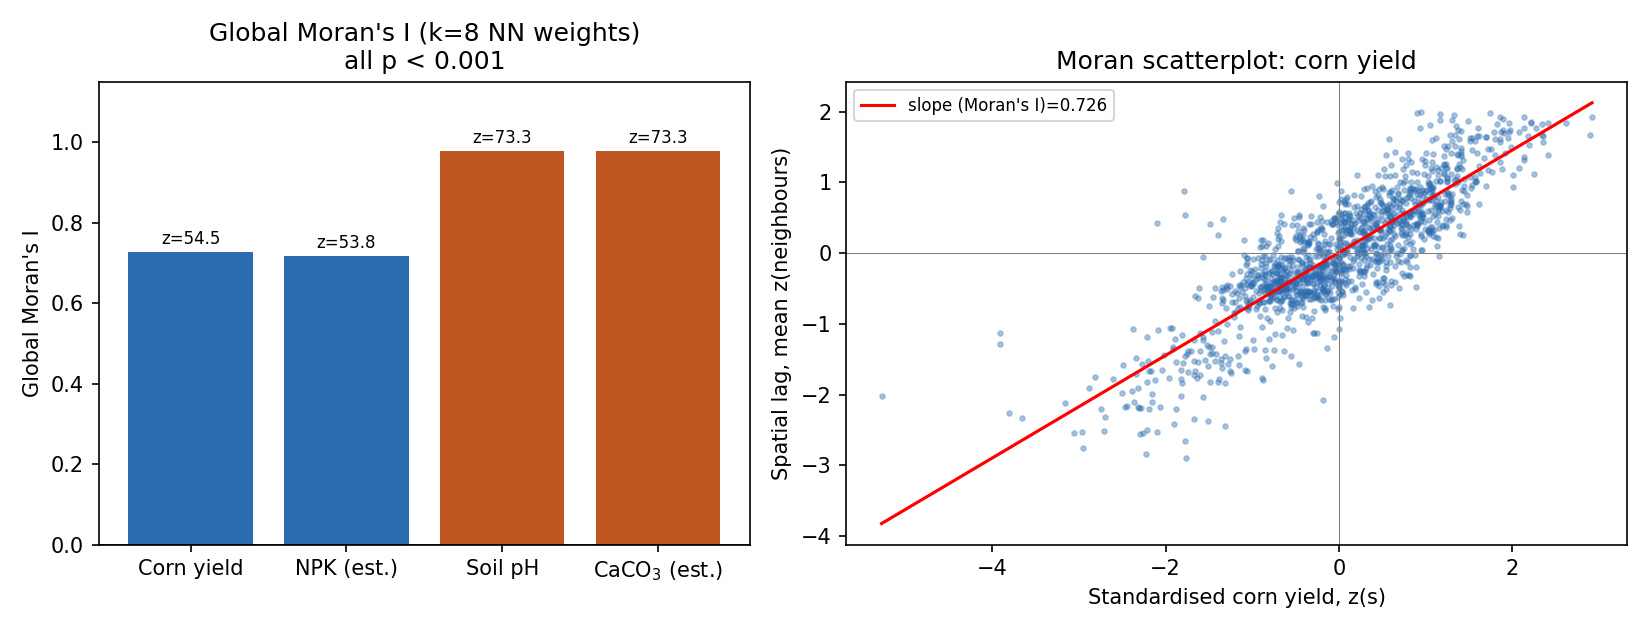 Global Moran's I (k=8 NN weights)
all p < 0.001
Global Moran's I
1.0
0.8
0.6
0.4
0.2
0.0
z=54.5
z=53.8
z=73.3
z=73.3
Corn yield
NPK (est.)
Soil pH
CaCO₃ (est.)
Moran scatterplot: corn yield
slope (Moran's I)=0.726
Spatial lag, mean z(neighbours)
2
1
0
−1
−2
−3
−4
−4
−2
0
2
Standardised corn yield, z(s)